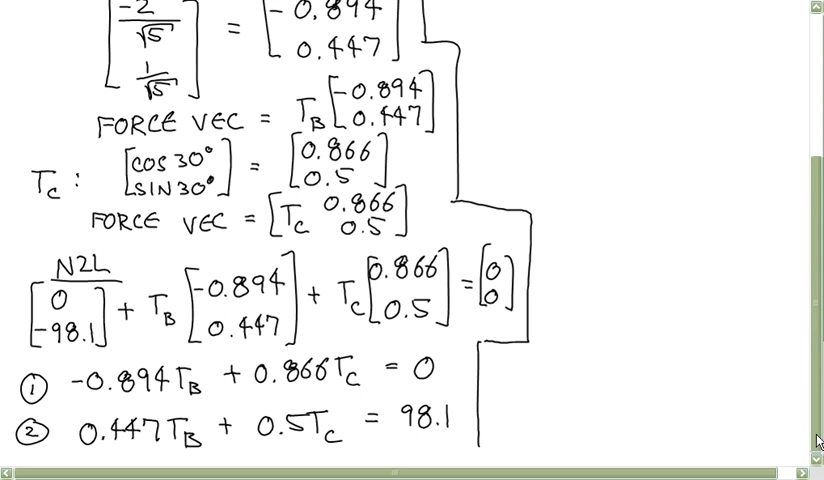 [-2/√5 1/√5] = [-0.894 0.447]
FORCE VEC = T_B [-0.894 0.447]
T_C : [COS 30° SIN 30°] = [0.866 0.5]
FORCE VEC = [T_C 0.866 0.5]
N2L
[0 -98.1] + T_B [-0.894 0.447] + T_C [0.866 0.5] = [0 0]
① -0.894T_B + 0.866T_C = 0
② 0.447T_B + 0.5T_C = 98.1